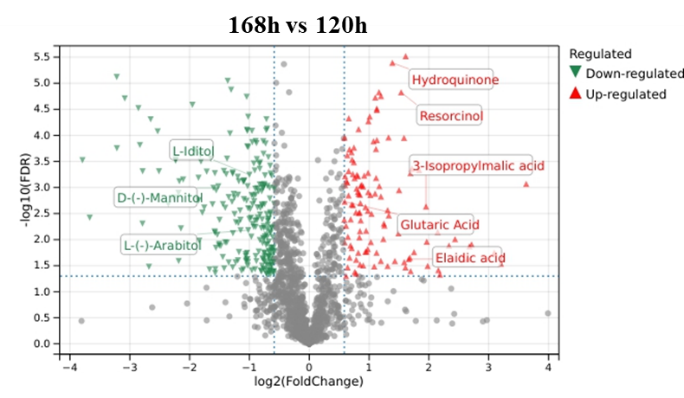 168h vs 120h
Regulated
Down-regulated
Up-regulated
-log10(FDR)
5.5
5.0
4.5
4.0
3.5
3.0
2.5
2.0
1.5
1.0
0.5
0.0
Hydroquinone
Resorcinol
L-Iditol
3-Isopropylmalic acid
D-(-)-Mannitol
Glutaric Acid
L-(-)-Arabitol
Elaidic acid
−4
−3
−2
−1
0
1
2
3
4
log2(FoldChange)